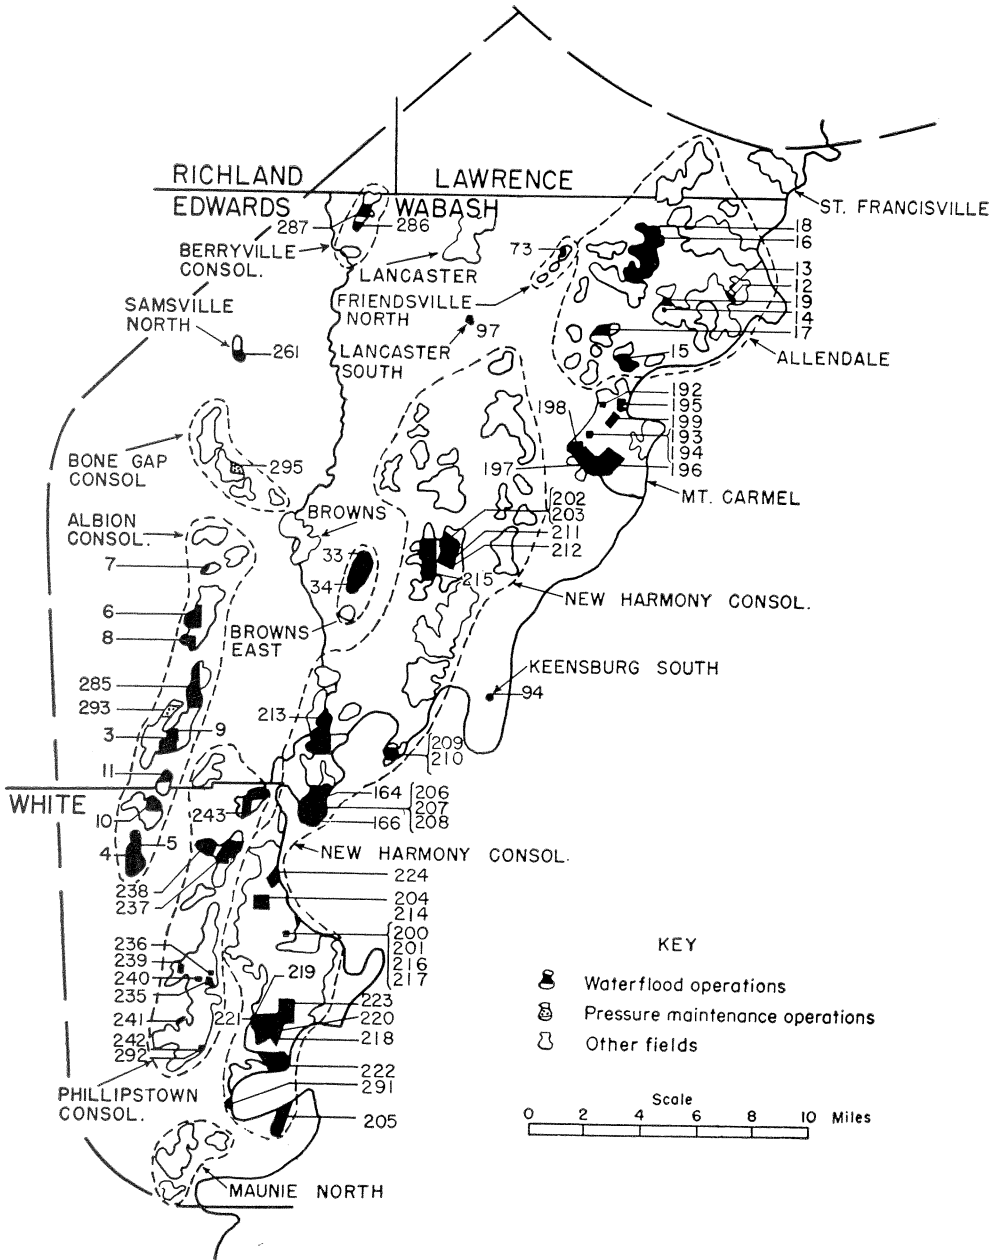 RICHLAND
LAWRENCE
EDWARDS
WABASH
ST. FRANCISVILLE
287
286
BERRYVILLE
CONSOL.
LANCASTER
73
18
16
13
12
19
14
17
FRIENDSVILLE
NORTH
SAMSVILLE
NORTH
261
97
LANCASTER
SOUTH
15
ALLENDALE
192
195
199
193
194
196
198
197
MT. CARMEL
BONE GAP
CONSOL
295
BROWNS
202
203
211
212
215
ALBION
CONSOL.
7
33
34
NEW HARMONY CONSOL.
6
8
BROWNS
EAST
KEENSBURG SOUTH
94
285
293
3
9
213
209
210
11
WHITE
10
243
164
206
207
166
208
NEW HARMONY CONSOL.
5
4
238
237
224
204
214
200
201
216
217
236
239
240
235
219
223
241
221
220
218
242
292
222
291
205
PHILLIPSTOWN
CONSOL.
MAUNIE NORTH
KEY
Waterflood operations
Pressure maintenance operations
Other fields
Scale
0 2 4 6 8 10 Miles